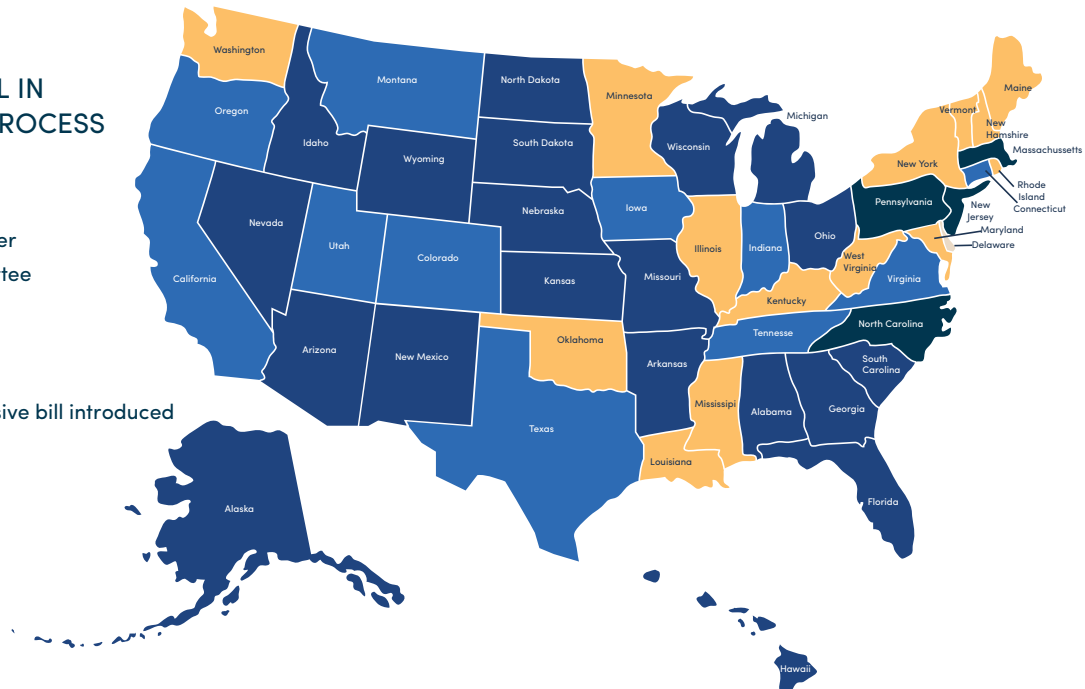 L IN
ROCESS
er
tee
sive bill introduced
Washington
Oregon
California
Idaho
Nevada
Montana
Wyoming
Utah
Arizona
Colorado
New Mexico
North Dakota
South Dakota
Nebraska
Kansas
Oklahoma
Texas
Minnesota
Iowa
Missouri
Arkansas
Louisiana
Wisconsin
Illinois
Michigan
Indiana
Ohio
Kentucky
Tennesse
Mississipi
Alabama
Georgia
Florida
South
Carolina
North Carolina
Virginia
West
Virginia
Pennsylvania
New York
Vermont
New
Hamshire
Maine
Massachussetts
Rhode
Island
Connecticut
New
Jersey
Maryland
Delaware
Alaska
Hawaii